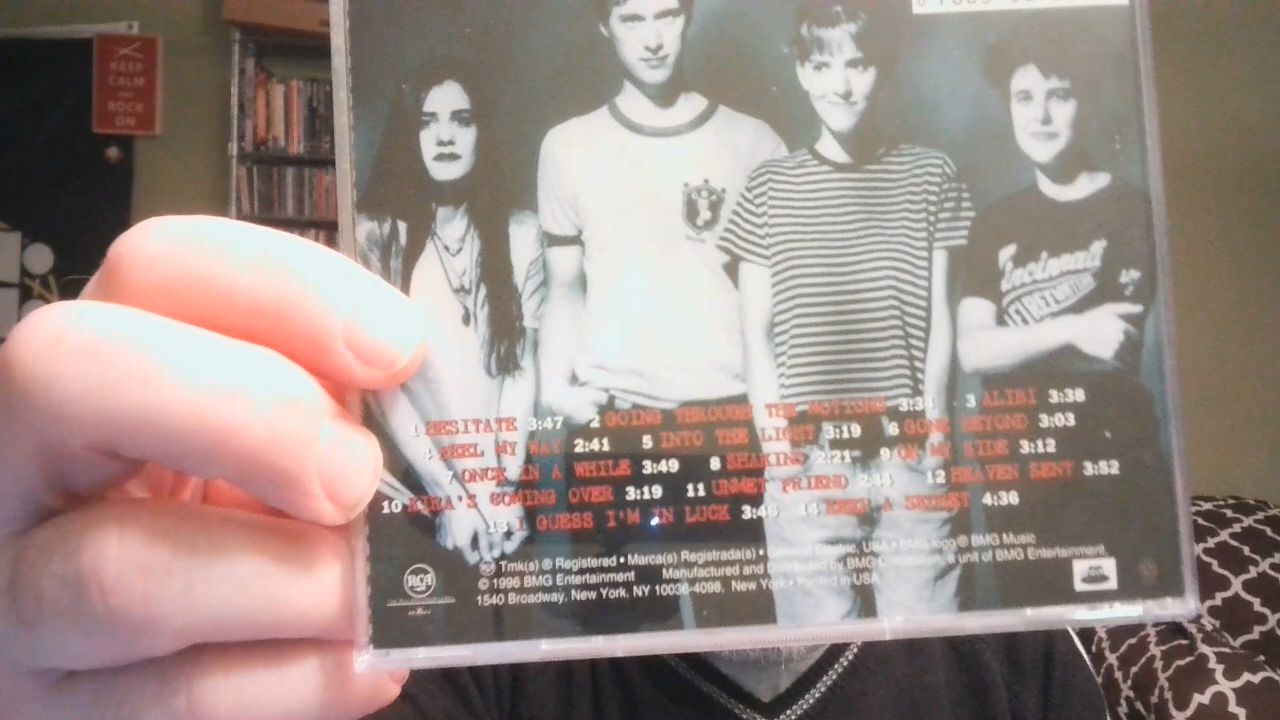 KEEP
CALM
AND
ROCK
ON
Cincinnati
1 HESITATE 3:47 2 GOING THROUGH THE MOTIONS 3:34 3 ALIBI 3:38
4 FEEL MY WAY 2:41 5 INTO THE LIGHT 3:19 6 GONE BEYOND 3:03
7 ONCE IN A WHILE 3:49 8 SHAKING 2:21 9 ON MY SIDE 3:12
10 KIRA'S COMING OVER 3:19 11 UNMET FRIEND 2:44 12 HEAVEN SENT 3:52
13 I GUESS I'M IN LUCK 3:46 14 KEEP A SECRET 4:36
RCA
Tmk(s) ® Registered • Marca(s) Registrada(s) • General Electric, USA • BMG logo ® BMG Music
© 1996 BMG Entertainment Manufactured and Distributed by BMG Distribution, a unit of BMG Entertainment,
1540 Broadway, New York, NY 10036-4098, New York • Printed in USA